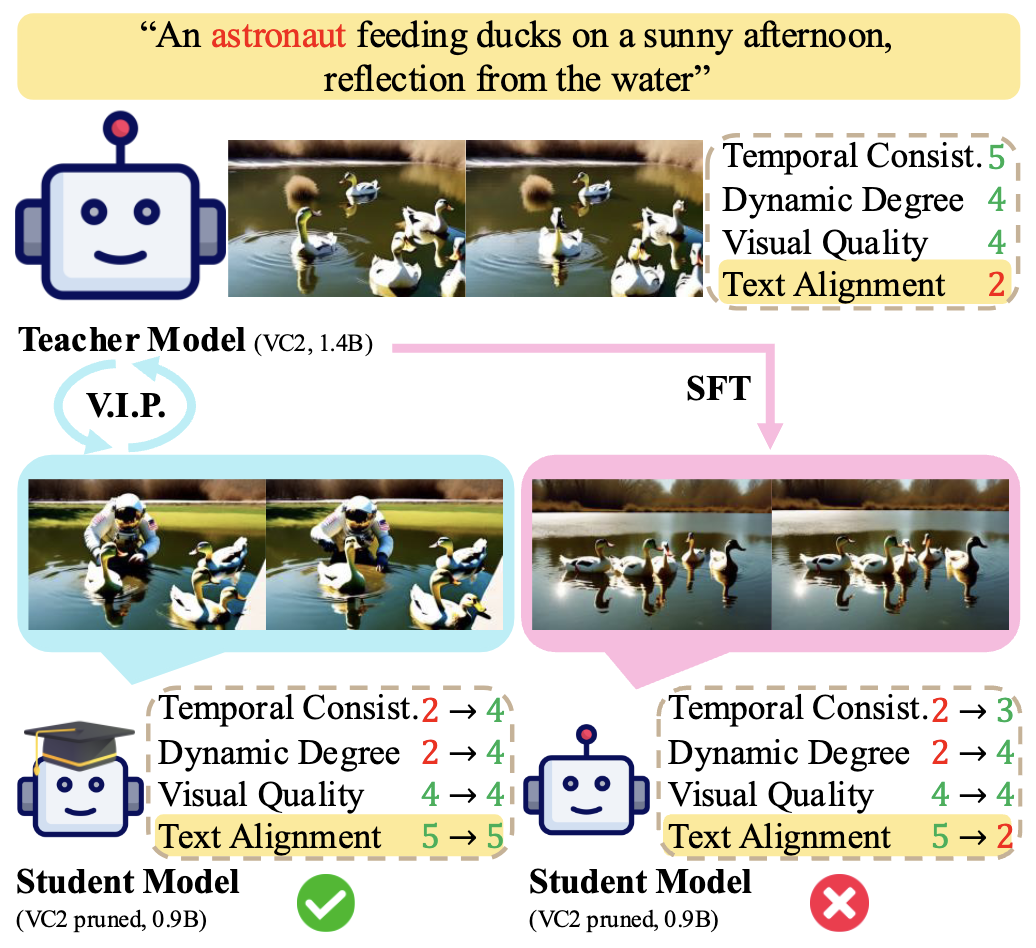 “An astronaut feeding ducks on a sunny afternoon,
reflection from the water”
Temporal Consist. 5
Dynamic Degree 4
Visual Quality 4
Text Alignment 2
Teacher Model (VC2, 1.4B)
V.I.P.
SFT
Temporal Consist. 2 → 4
Dynamic Degree 2 → 4
Visual Quality 4 → 4
Text Alignment 5 → 5
Student Model
(VC2 pruned, 0.9B)
Temporal Consist. 2 → 3
Dynamic Degree 2 → 4
Visual Quality 4 → 4
Text Alignment 5 → 2
Student Model
(VC2 pruned, 0.9B)